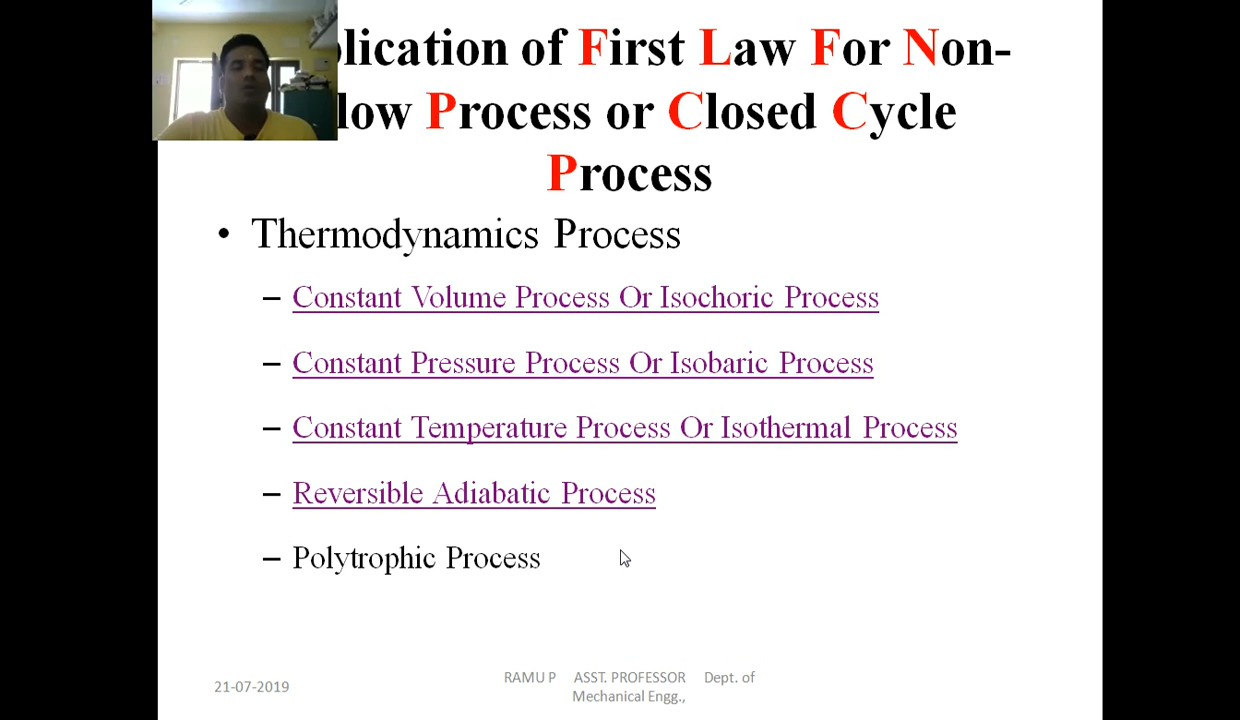 of First Law For Non-
Process or Closed Cycle
Process
• Thermodynamics Process
– Constant Volume Process Or Isochoric Process
– Constant Pressure Process Or Isobaric Process
– Constant Temperature Process Or Isothermal Process
– Reversible Adiabatic Process
– Polytrophic Process
21-07-2019
RAMU P ASST. PROFESSOR Dept. of
Mechanical Engg.,